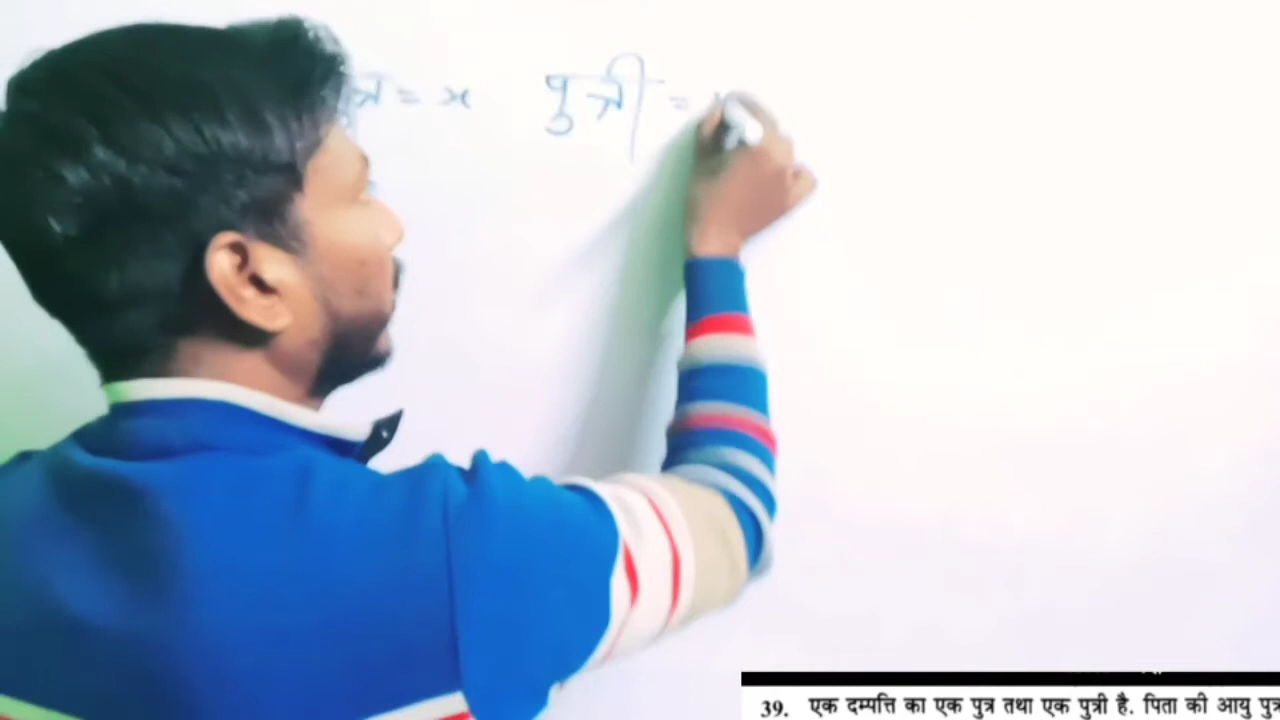 पुत्र = x पुत्री =
39. एक दम्पत्ति का एक पुत्र तथा एक पुत्री है. पिता की आयु पुत्र